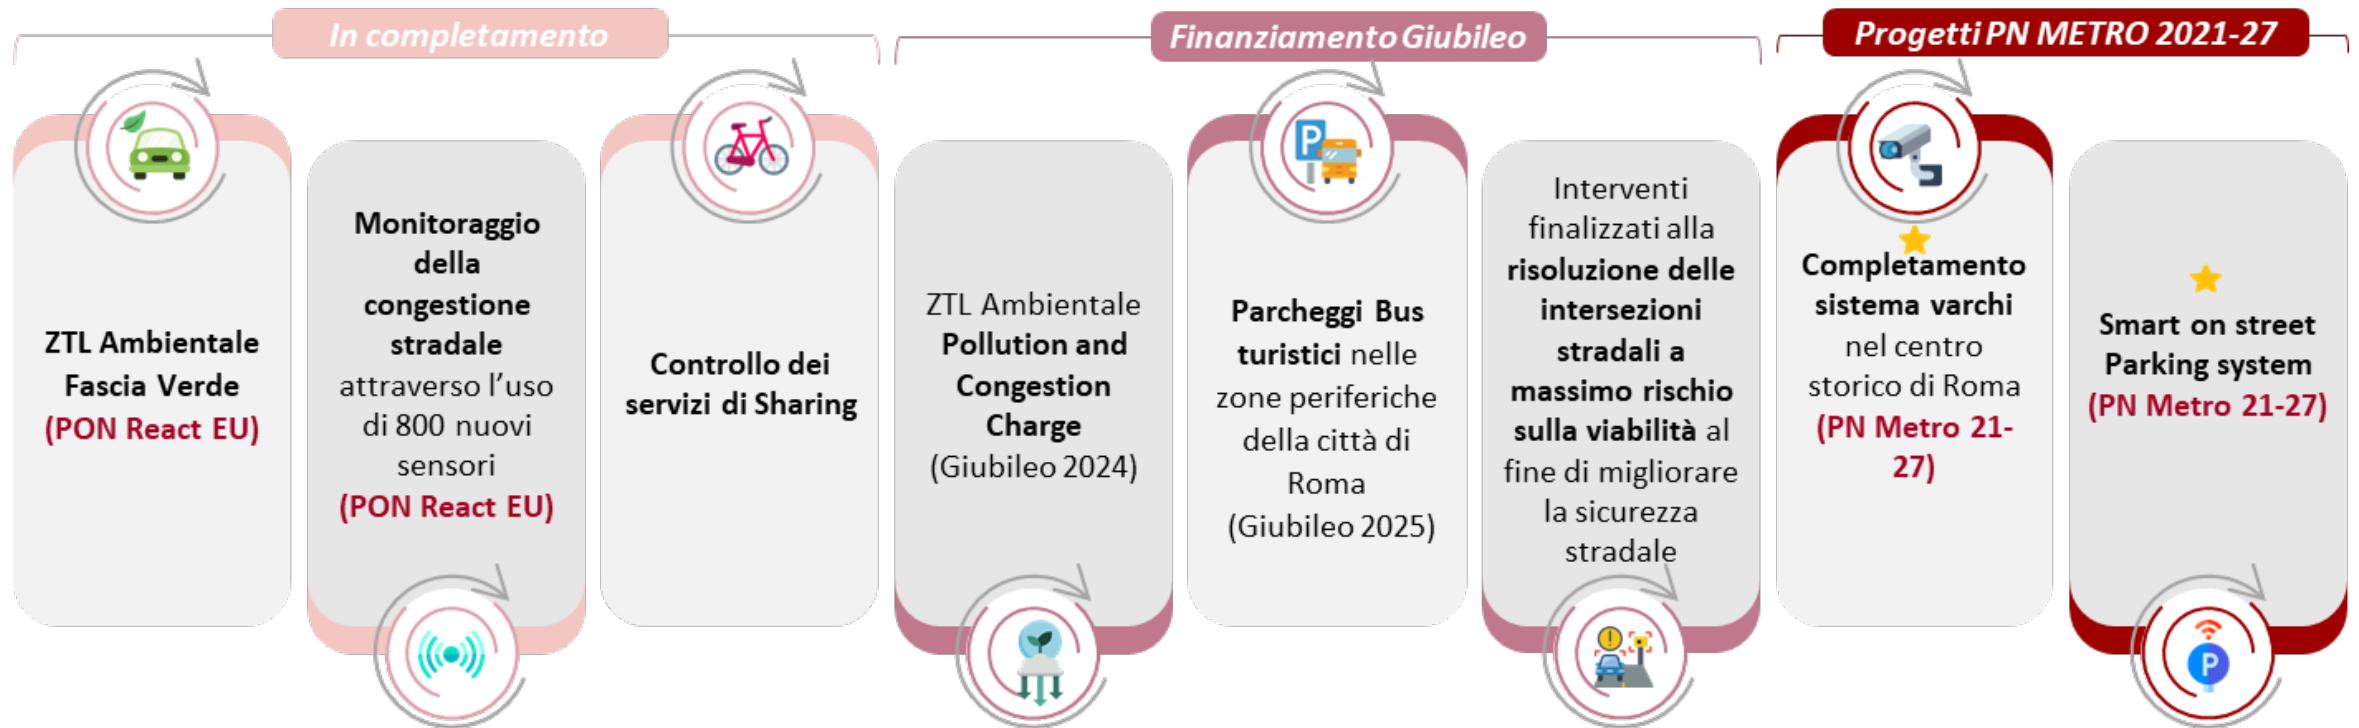 In completamento
Finanziamento Giubileo
Progetti PN METRO 2021-27
ZTL Ambientale
Fascia Verde
(PON React EU)
Monitoraggio
della
congestione
stradale
attraverso l'uso
di 800 nuovi
sensori
(PON React EU)
Controllo dei
servizi di Sharing
ZTL Ambientale
Pollution and
Congestion
Charge
(Giubileo 2024)
P
Parcheggi Bus
turistici nelle
zone periferiche
della città di
Roma
(Giubileo 2025)
Interventi
finalizzati alla
risoluzione delle
intersezioni
stradali a
massimo rischio
sulla viabilità al
fine di migliorare
la sicurezza
stradale
Completamento
sistema varchi
nel centro
storico di Roma
(PN Metro 21-
27)
Smart on street
Parking system
(PN Metro 21-27)
P